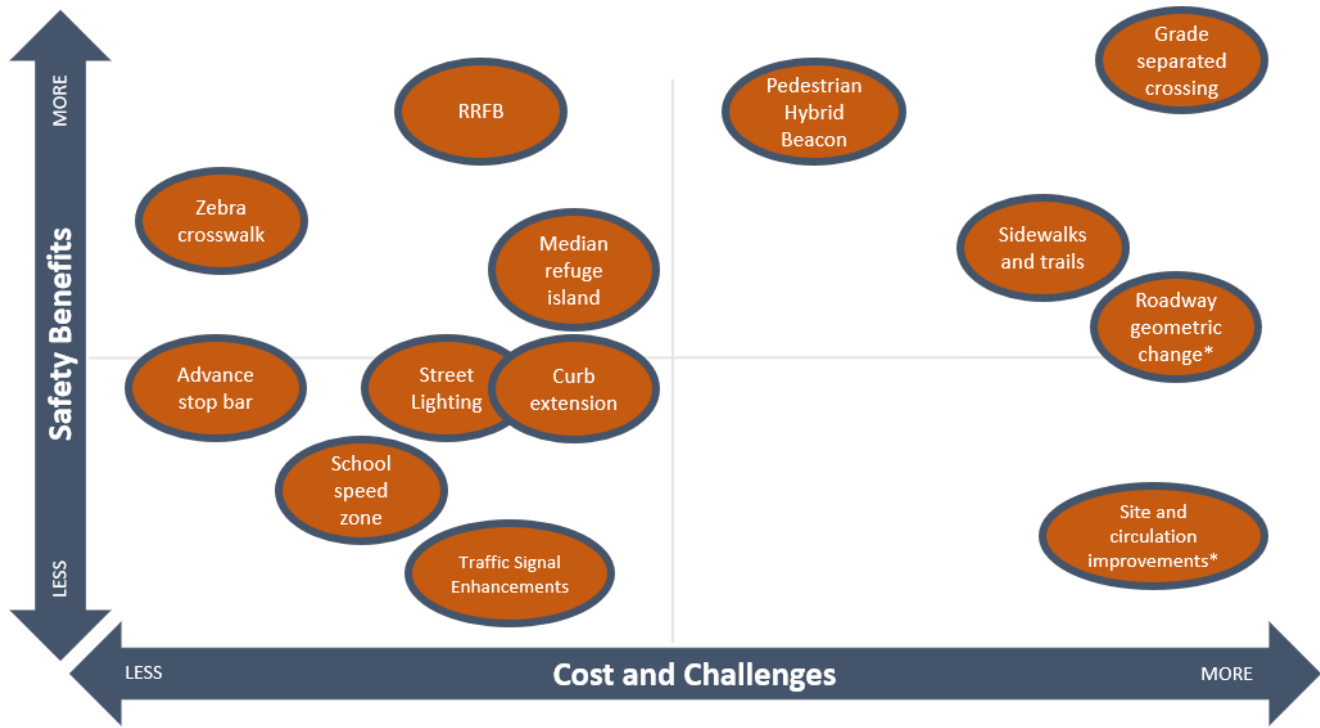 Grade
separated
crossing
MORE
RRFB
Pedestrian
Hybrid
Beacon
Zebra
crosswalk
Median
refuge
island
Sidewalks
and trails
Safety Benefits
Roadway
geometric
change*
Advance
stop bar
Street
Lighting
Curb
extension
School
speed
zone
Site and
circulation
improvements*
Traffic Signal
Enhancements
LESS
LESS
Cost and Challenges
MORE